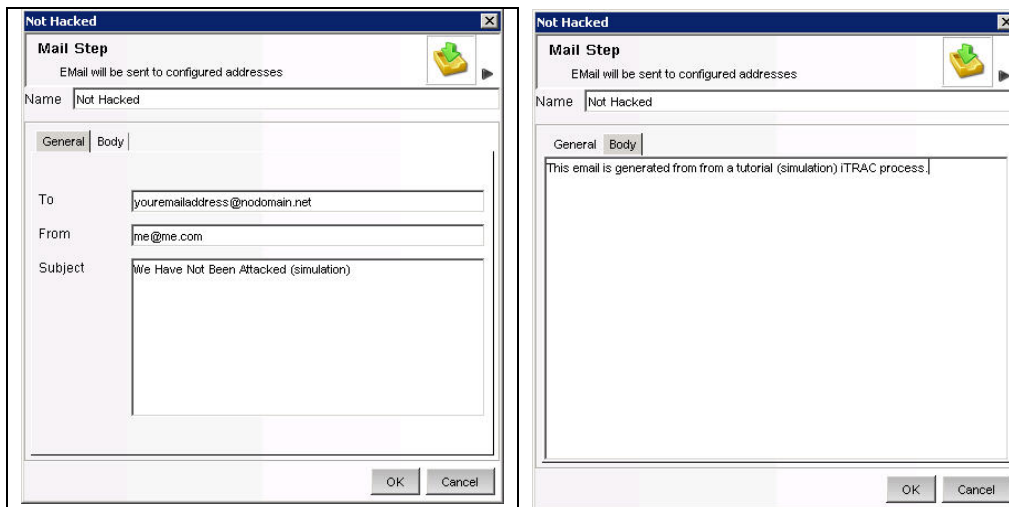 Not Hacked
Mail Step
EMail will be sent to configured addresses
Name Not Hacked
General Body
To youremailaddress@nodomain.net
From me@me.com
Subject We Have Not Been Attacked (simulation)
OK Cancel
Not Hacked
Mail Step
EMail will be sent to configured addresses
Name Not Hacked
General Body
This email is generated from from a tutorial (simulation) iTRAC process.
OK Cancel